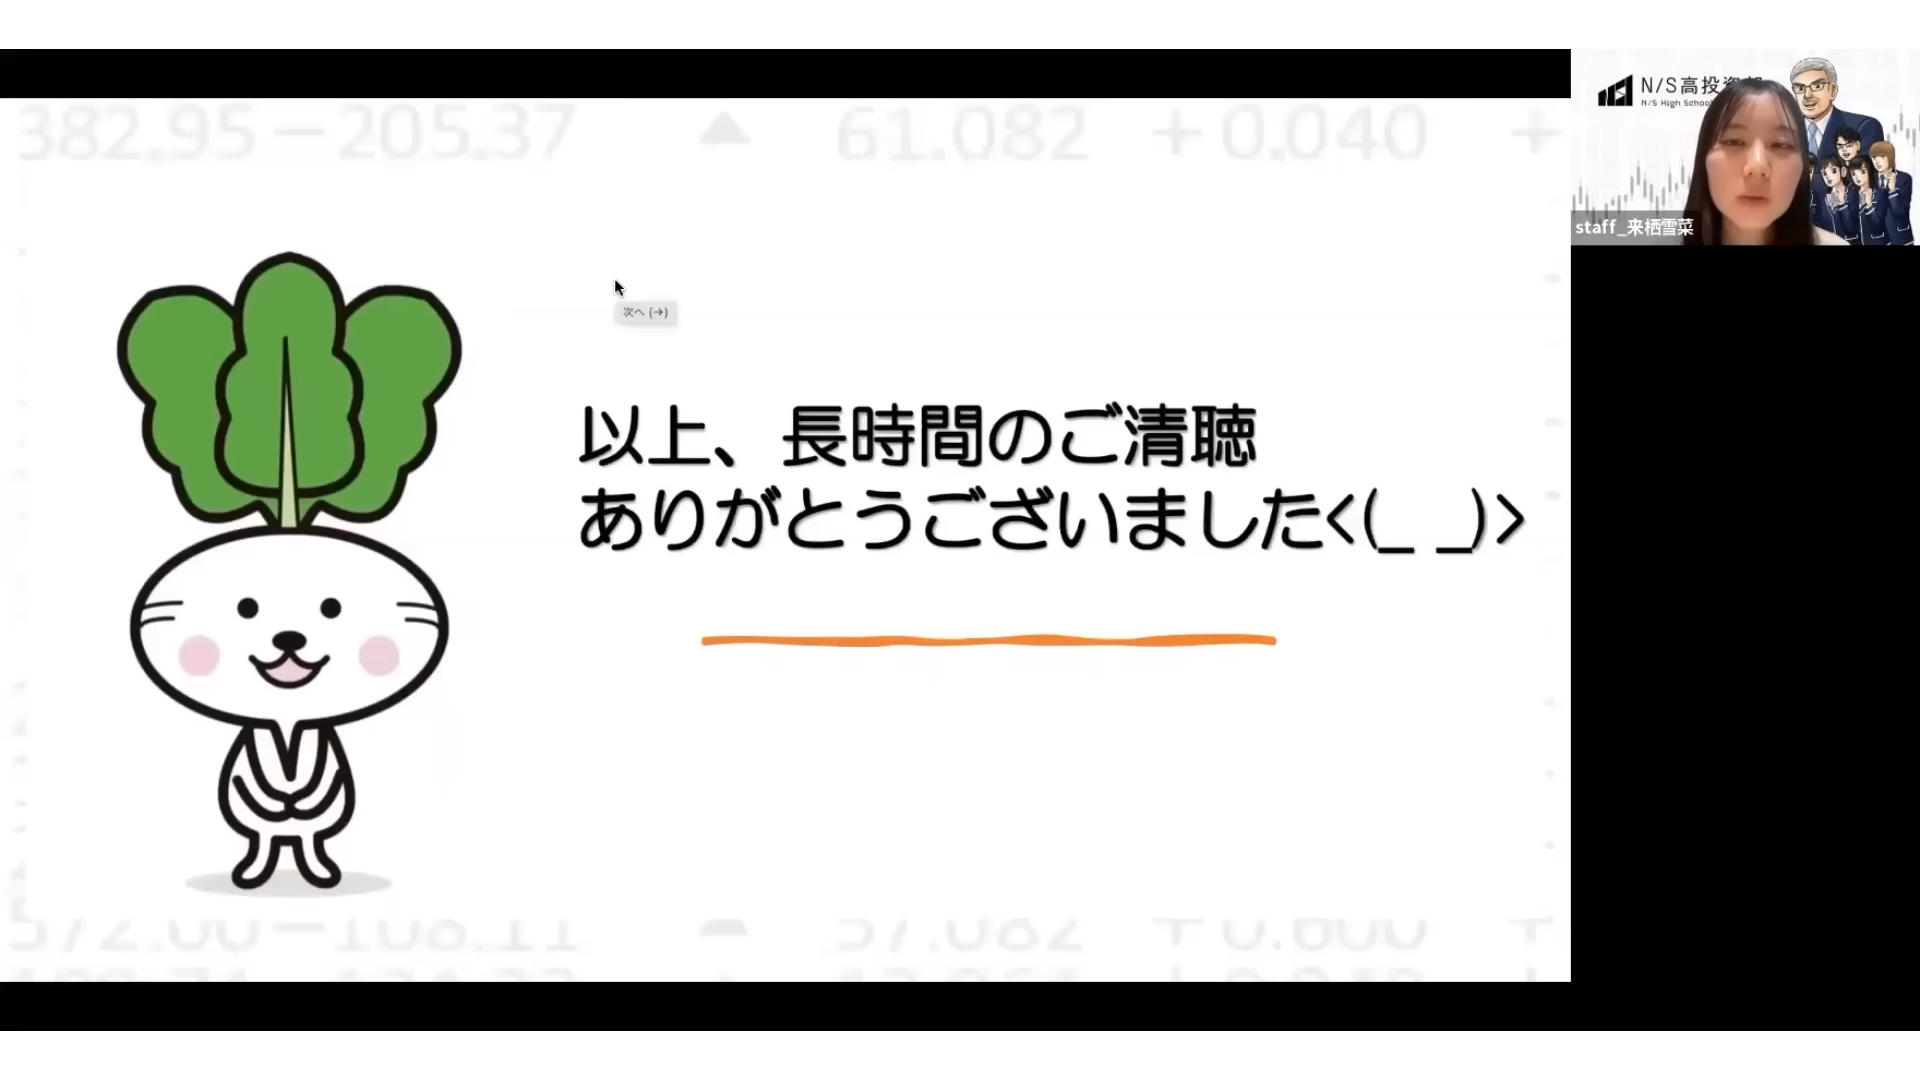 382.95−205.37 ▲ 61.082 +0.040 +
N/S高投資部
N/S High School
staff_来栖雪菜
次へ (→)
以上、長時間のご清聴
ありがとうございました<(_ _)>